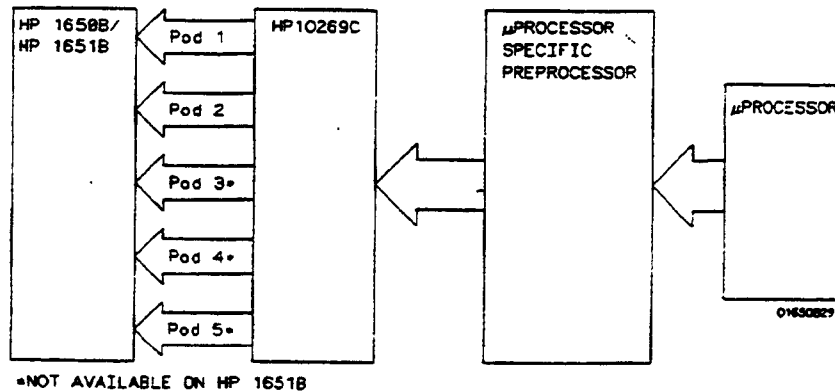 HP 1650B/
HP 1651B
Pod 1
Pod 2
Pod 3*
Pod 4*
Pod 5*
HP10269C
µPROCESSOR
SPECIFIC
PREPROCESSOR
µPROCESSOR
01650B29
*NOT AVAILABLE ON HP 1651B